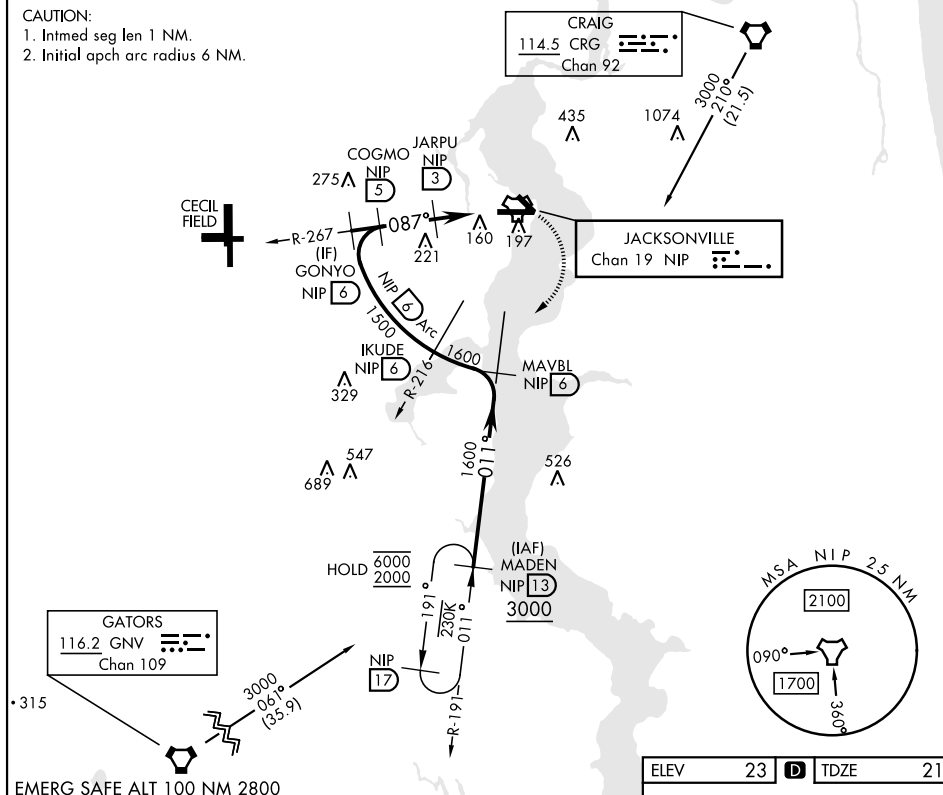 CAUTION:
1. Intmed seg len 1 NM.
2. Initial apch arc radius 6 NM.
CRAIG
114.5 CRG
Chan 92
3000
210°
(21.5)
435
1074
COGMO
NIP
5
JARPU
NIP
3
275
CECIL
FIELD
R-267
087°
(IF)
GONYO
NIP 6
221
160
197
JACKSONVILLE
Chan 19 NIP
NIP 6 Arc
1500
1600
IKUDE
NIP 6
R-216
MAVBL
NIP 6
329
1600
011°
547
689
526
HOLD 6000
2000
(IAF)
MADEN
NIP 13
3000
191°
230K
011°
NIP
17
R-191
GATORS
116.2 GNV
Chan 109
3000
061°
(35.9)
315
MSA NIP 25 NM
2100
090°
1700
360°
EMERG SAFE ALT 100 NM 2800
ELEV 23 D TDZE 21